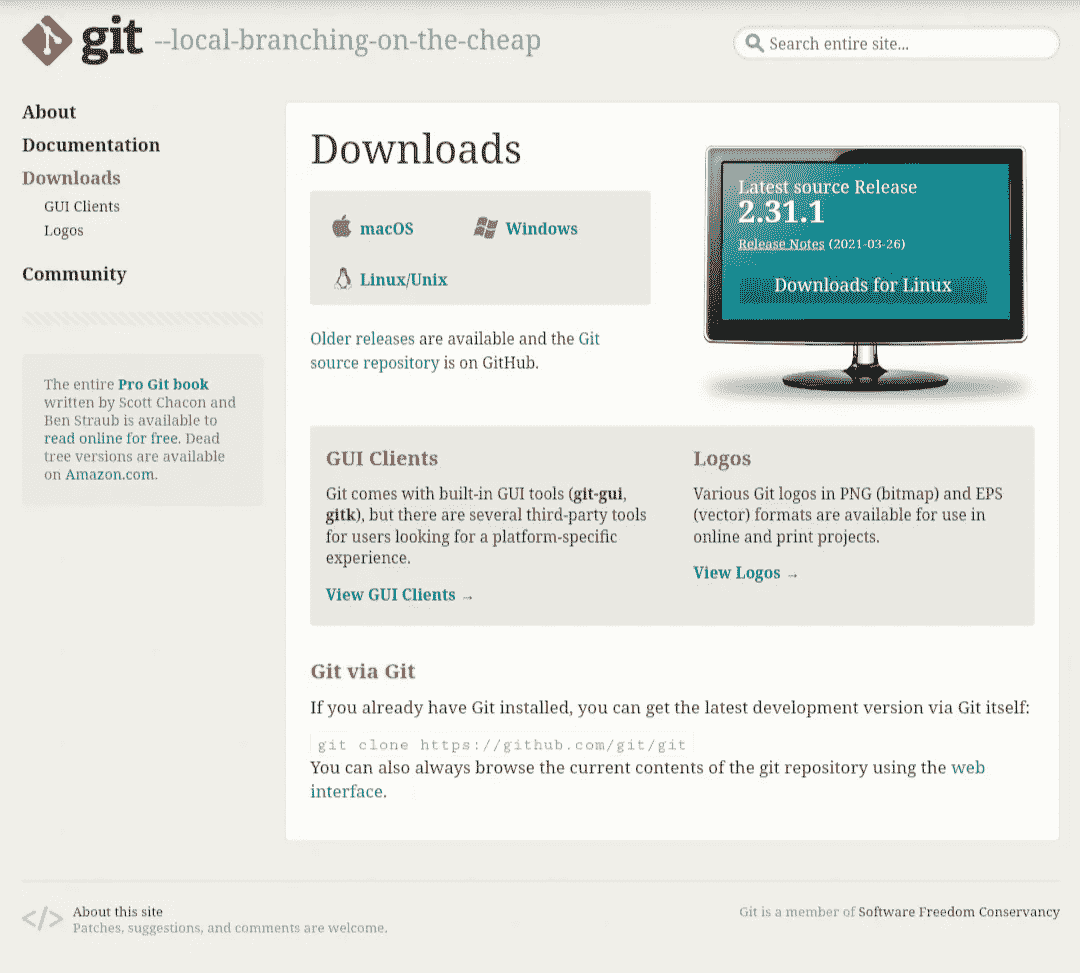 git --local-branching-on-the-cheap
Search entire site...
About
Documentation
Downloads
GUI Clients
Logos
Community
The entire Pro Git book
written by Scott Chacon and
Ben Straub is available to
read online for free. Dead
tree versions are available
on Amazon.com.
Downloads
macOS
Windows
Linux/Unix
Older releases are available and the Git
source repository is on GitHub.
Latest source Release
2.31.1
Release Notes (2021-03-26)
Downloads for Linux
GUI Clients
Git comes with built-in GUI tools (git-gui,
gitk), but there are several third-party tools
for users looking for a platform-specific
experience.
View GUI Clients →
Logos
Various Git logos in PNG (bitmap) and EPS
(vector) formats are available for use in
online and print projects.
View Logos →
Git via Git
If you already have Git installed, you can get the latest development version via Git itself:
git clone https://github.com/git/git
You can also always browse the current contents of the git repository using the web
interface.
</> About this site
Patches, suggestions, and comments are welcome.
Git is a member of Software Freedom Conservancy